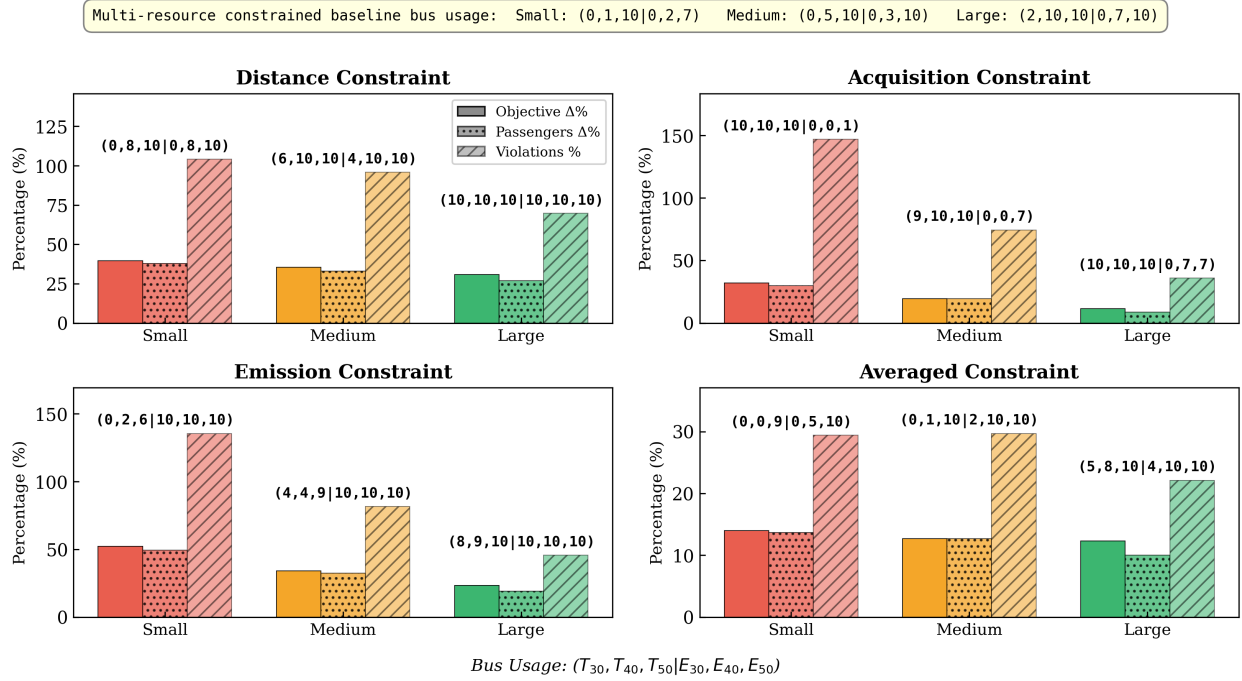 Multi-resource constrained baseline bus usage:  Small: (0,1,10|0,2,7)   Medium: (0,5,10|0,3,10)   Large: (2,10,10|0,7,10)
Distance Constraint
Percentage (%)
125
100
75
50
25
0
(0,8,10|0,8,10)
(6,10,10|4,10,10)
(10,10,10|10,10,10)
Objective Δ%
Passengers Δ%
Violations %
Small Medium Large
Acquisition Constraint
Percentage (%)
150
100
50
0
(10,10,10|0,0,1)
(9,10,10|0,0,7)
(10,10,10|0,7,7)
Small Medium Large
Emission Constraint
Percentage (%)
150
100
50
0
(0,2,6|10,10,10)
(4,4,9|10,10,10)
(8,9,10|10,10,10)
Small Medium Large
Averaged Constraint
Percentage (%)
30
20
10
0
(0,0,9|0,5,10)
(0,1,10|2,10,10)
(5,8,10|4,10,10)
Small Medium Large
Bus Usage: (T₃₀, T₄₀, T₅₀|E₃₀, E₄₀, E₅₀)